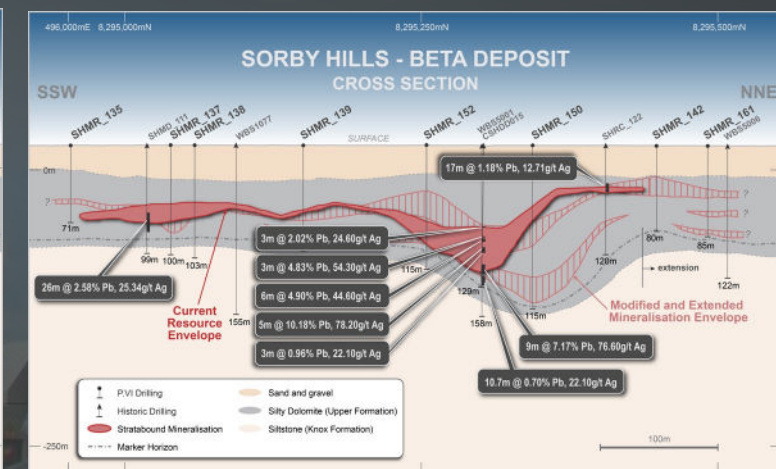 496,000mE
8,295,000mN
8,295,250mN
8,295,500mN
SORBY HILLS - BETA DEPOSIT
CROSS SECTION
SSW
NNE
SHMR_135
SHMD_111
SHMR_137
SHMR_138
WBS1077
SHMR_139
SHMR_152
WBS5001
CSHDD015
SHMR_150
SHRC_122
SHMR_142
SHMR_161
WBS5006
SURFACE
0m
17m @ 1.18% Pb, 12.71g/t Ag
?
?
?
?
71m
99m
100m
103m
155m
115m
129m
158m
115m
120m
80m
85m
122m
extension
3m @ 2.02% Pb, 24.60g/t Ag
3m @ 4.83% Pb, 54.30g/t Ag
26m @ 2.58% Pb, 25.34g/t Ag
6m @ 4.90% Pb, 44.60g/t Ag
Current
Resource
Envelope
5m @ 10.18% Pb, 78.20g/t Ag
Modified and Extended
Mineralisation Envelope
3m @ 0.96% Pb, 22.10g/t Ag
9m @ 7.17% Pb, 76.60g/t Ag
10.7m @ 0.70% Pb, 22.10g/t Ag
P.VI Drilling
Historic Drilling
Stratabound Mineralisation
Marker Horizon
Sand and gravel
Silty Dolomite (Upper Formation)
Siltstone (Knox Formation)
100m
-250m